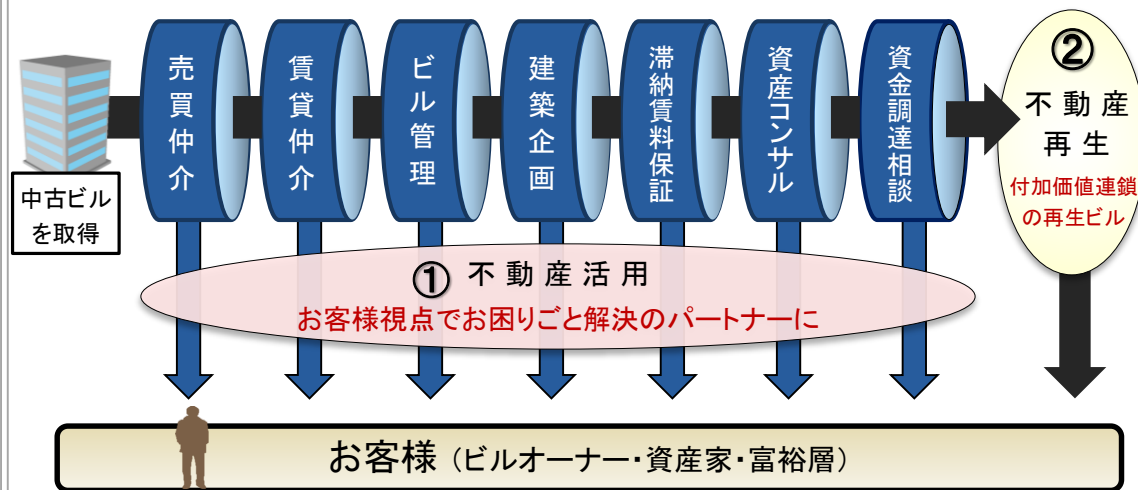 中古ビル
を取得
売買仲介
賃貸仲介
ビル管理
建築企画
滞納賃料保証
資産コンサル
資金調達相談
②
不動産
再生
付加価値連鎖
の再生ビル
① 不動産活用
お客様視点でお困りごと解決のパートナーに
お客様（ビルオーナー・資産家・富裕層）